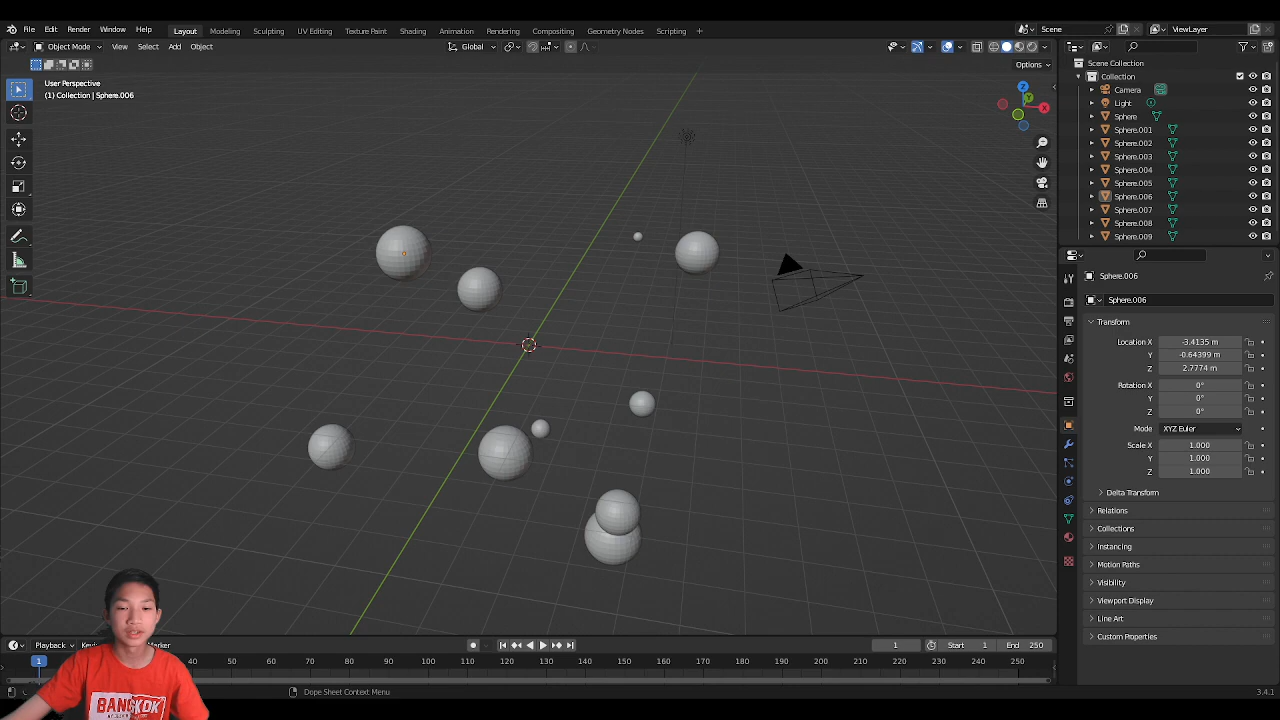 File Edit Render Window Help Layout Modeling Sculpting UV Editing Texture Paint Shading Animation Rendering Compositing Geometry Nodes Scripting + Scene ViewLayer
Object Mode View Select Add Object Global
Options
User Perspective
(1) Collection | Sphere.006
Z
Y
X
Scene Collection
Collection
Camera
Light
Sphere
Sphere.001
Sphere.002
Sphere.003
Sphere.004
Sphere.005
Sphere.006
Sphere.007
Sphere.008
Sphere.009
Sphere.006
Sphere.006
Transform
Location X -3.4135 m
Y -0.64399 m
Z 2.7774 m
Rotation X 0°
Y 0°
Z 0°
Mode XYZ Euler
Scale X 1.000
Y 1.000
Z 1.000
Delta Transform
Relations
Collections
Instancing
Motion Paths
Visibility
Viewport Display
Line Art
Custom Properties
Playback Marker 1 Start 1 End 250
1 40 50 60 70 80 90 100 110 120 130 140 150 160 170 180 190 200 210 220 230 240 250
Dope Sheet Context Menu 3.4.1
BANGKOK